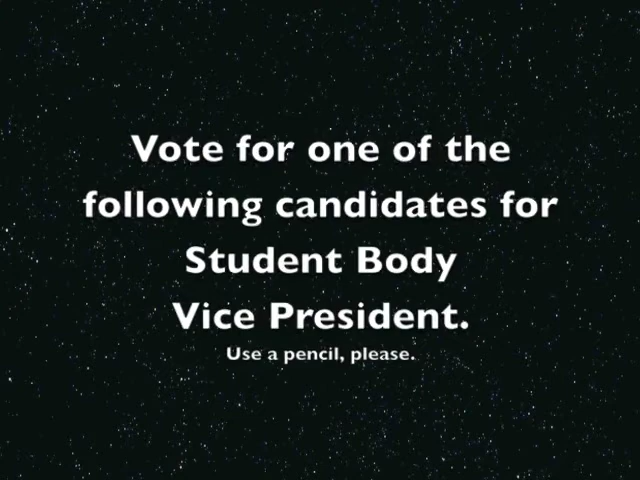 Vote for one of the
following candidates for
Student Body
Vice President.
Use a pencil, please.